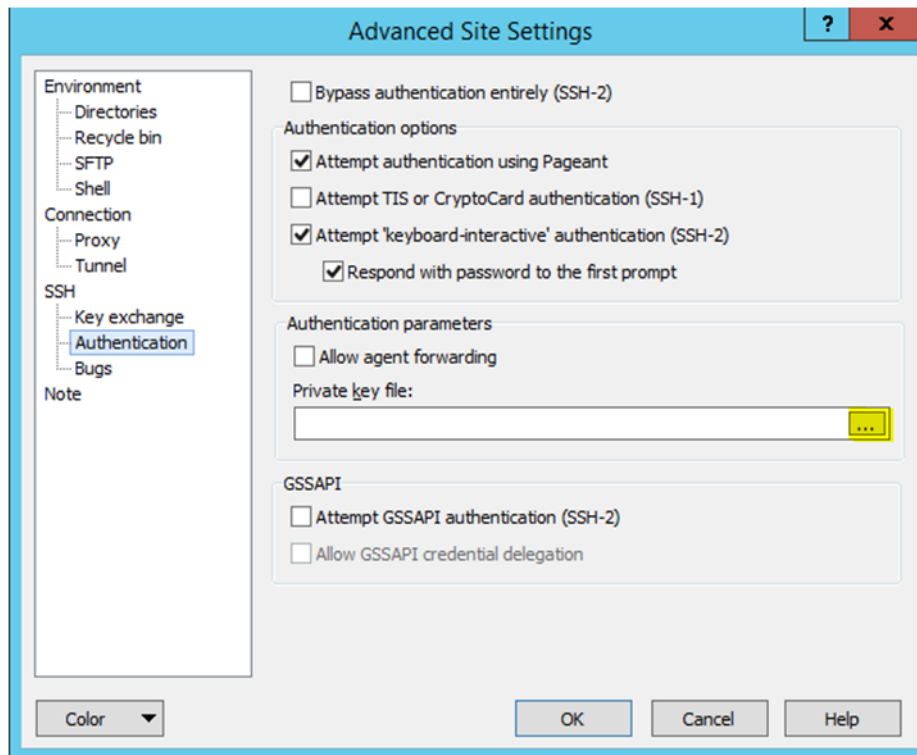 Advanced Site Settings
?
x
Environment
Directories
Recycle bin
SFTP
Shell
Connection
Proxy
Tunnel
SSH
Key exchange
Authentication
Bugs
Note
Bypass authentication entirely (SSH-2)
Authentication options
Attempt authentication using Pageant
Attempt TIS or CryptoCard authentication (SSH-1)
Attempt 'keyboard-interactive' authentication (SSH-2)
Respond with password to the first prompt
Authentication parameters
Allow agent forwarding
Private key file:
...
GSSAPI
Attempt GSSAPI authentication (SSH-2)
Allow GSSAPI credential delegation
Color
OK
Cancel
Help